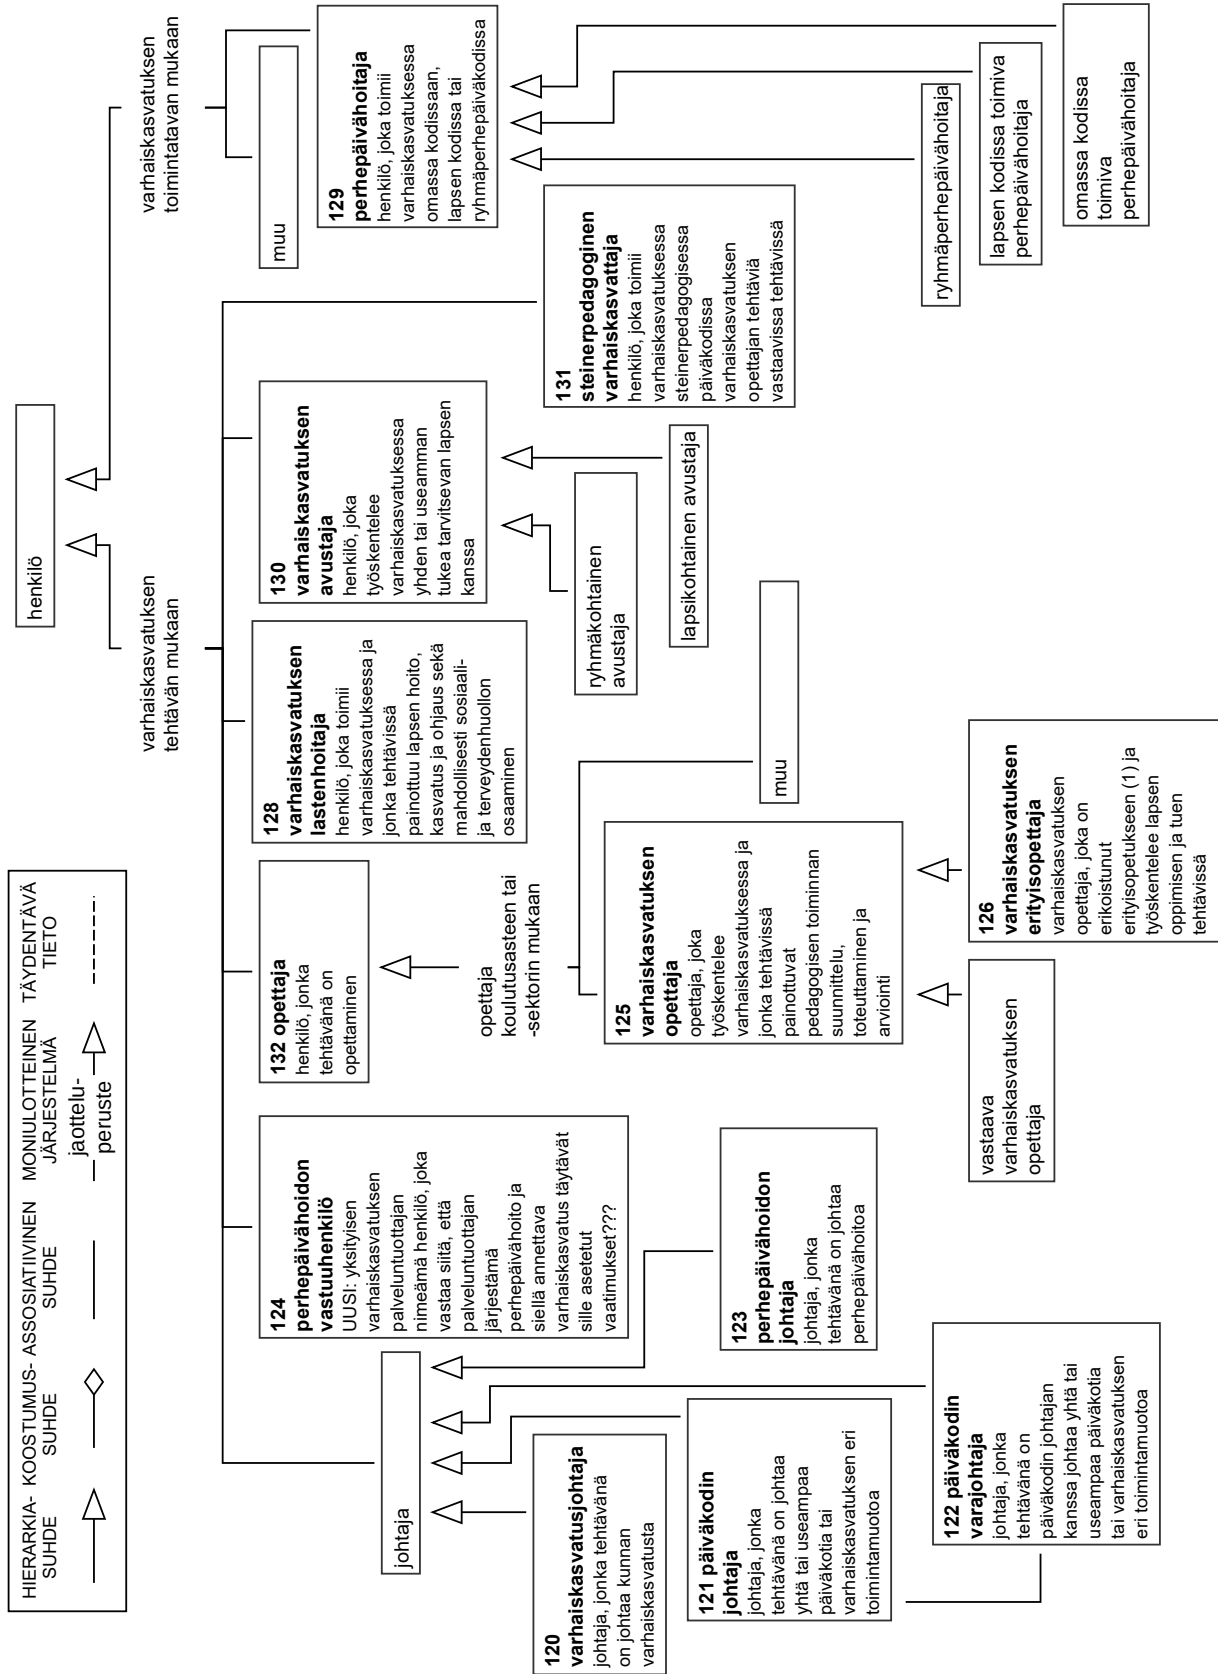 HIERARKIA-
SUHDE
KOOSTUMUS-
SUHDE
ASSOSIATIIVINEN
SUHDE
MONIULOTTEINEN
JÄRJESTELMÄ
jaottelu-
peruste
TÄYDENTÄVÄ
TIETO
henkilö
varhaiskasvatuksen
tehtävän mukaan
varhaiskasvatuksen
toimintatavan mukaan
johtaja
124
perhepäivähoidon
vastuuhenkilö
UUSI: yksityisen
varhaiskasvatuksen
palveluntuottajan
nimeämä henkilö, joka
vastaa siitä, että
palveluntuottajan
järjestämä
perhepäivähoito ja
siellä annettava
varhaiskasvatus täytävät
sille asetetut
vaatimukset???
132 opettaja
henkilö, jonka
tehtävänä on
opettaminen
128
varhaiskasvatuksen
lastenhoitaja
henkilö, joka toimii
varhaiskasvatuksessa ja
jonka tehtävissä
painottuu lapsen hoito,
kasvatus ja ohjaus sekä
mahdollisesti sosiaali-
ja terveydenhuollon
osaaminen
130
varhaiskasvatuksen
avustaja
henkilö, joka
työskentelee
varhaiskasvatuksessa
yhden tai useamman
tukea tarvitsevan lapsen
kanssa
muu
129
perhepäivähoitaja
henkilö, joka toimii
varhaiskasvatuksessa
omassa kodissaan,
lapsen kodissa tai
ryhmäperhepäiväkodissa
120
varhaiskasvatusjohtaja
johtaja, jonka tehtävänä
on johtaa kunnan
varhaiskasvatusta
121 päiväkodin
johtaja
johtaja, jonka
tehtävänä on johtaa
yhtä tai useampaa
päiväkotia tai
varhaiskasvatuksen eri
toimintamuotoa
122 päiväkodin
varajohtaja
johtaja, jonka
tehtävänä on
päiväkodin johtajan
kanssa johtaa yhtä tai
useampaa päiväkotia
tai varhaiskasvatuksen
eri toimintamuotoa
123
perhepäivähoidon
johtaja
johtaja, jonka
tehtävänä on johtaa
perhepäivähoitoa
opettaja
koulutusasteen tai
-sektorin mukaan
125
varhaiskasvatuksen
opettaja
opettaja, joka
työskentelee
varhaiskasvatuksessa ja
jonka tehtävissä
painottuvat
pedagogisen toiminnan
suunnittelu,
toteuttaminen ja
arviointi
muu
vastaava
varhaiskasvatuksen
opettaja
126
varhaiskasvatuksen
erityisopettaja
varhaiskasvatuksen
opettaja, joka on
erikoistunut
erityisopetukseen (1) ja
työskentelee lapsen
oppimisen ja tuen
tehtävissä
ryhmäkohtainen
avustaja
lapsikohtainen avustaja
131
steinerpedagoginen
varhaiskasvattaja
henkilö, joka toimii
varhaiskasvatuksessa
steinerpedagogisessa
päiväkodissa
varhaiskasvatuksen
opettajan tehtäviä
vastaavissa tehtävissä
ryhmäperhepäivähoitaja
lapsen kodissa toimiva
perhepäivähoitaja
omassa kodissa
toimiva
perhepäivähoitaja